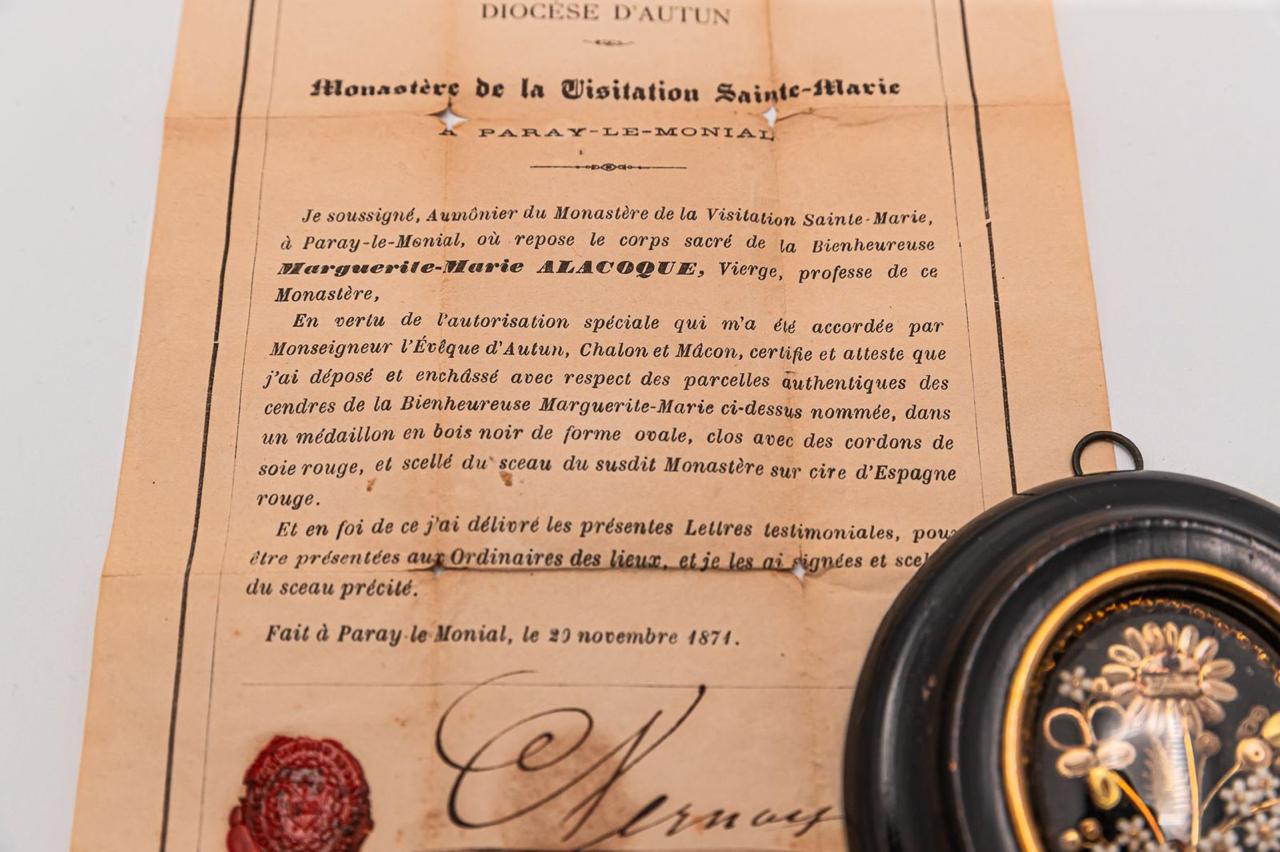 DIOCÈSE D'AUTUN
Monastère de la Visitation Sainte-Marie
A PARAY-LE-MONIAL
Je soussigné, Aumônier du Monastère de la Visitation Sainte-Marie,
à Paray-le-Monial, où repose le corps sacré de la Bienheureuse
Marguerite-Marie ALACOQUE, Vierge, professe de ce
Monastère,
En vertu de l'autorisation spéciale qui m'a été accordée par
Monseigneur l'Évêque d'Autun, Chalon et Mâcon, certifie et atteste que
j'ai déposé et enchâssé avec respect des parcelles authentiques des
cendres de la Bienheureuse Marguerite-Marie ci-dessus nommée, dans
un médaillon en bois noir de forme ovale, clos avec des cordons de
soie rouge, et scellé du sceau du susdit Monastère sur cire d'Espagne
rouge.
Et en foi de ce j'ai délivré les présentes Lettres testimoniales, pour
être présentées aux Ordinaires des lieux, et je les ai signées et scel
du sceau précité.
Fait à Paray-le-Monial, le 20 novembre 1871.